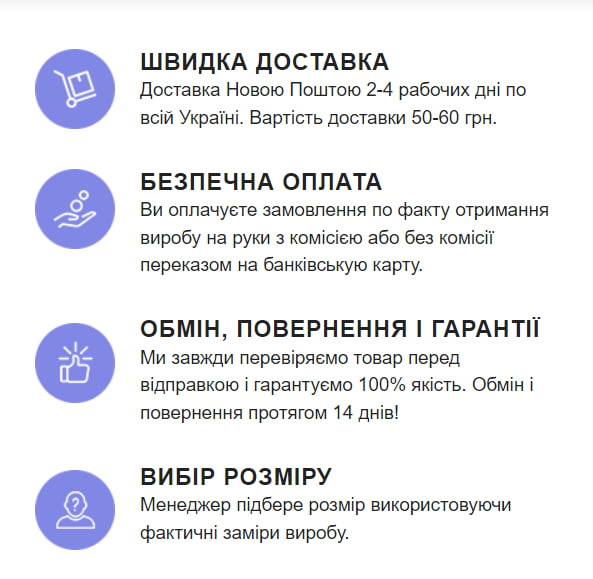 ШВИДКА ДОСТАВКА
Доставка Новою Поштою 2-4 рабочих дні по
всій Україні. Вартість доставки 50-60 грн.
БЕЗПЕЧНА ОПЛАТА
Ви оплачуєте замовлення по факту отримання
виробу на руки з комісією або без комісії
переказом на банківську карту.
ОБМІН, ПОВЕРНЕННЯ І ГАРАНТІЇ
Ми завжди перевіряємо товар перед
відправкою і гарантуємо 100% якість. Обмін і
повернення протягом 14 днів!
ВИБІР РОЗМІРУ
Менеджер підбере розмір використовуючи
фактичні заміри виробу.